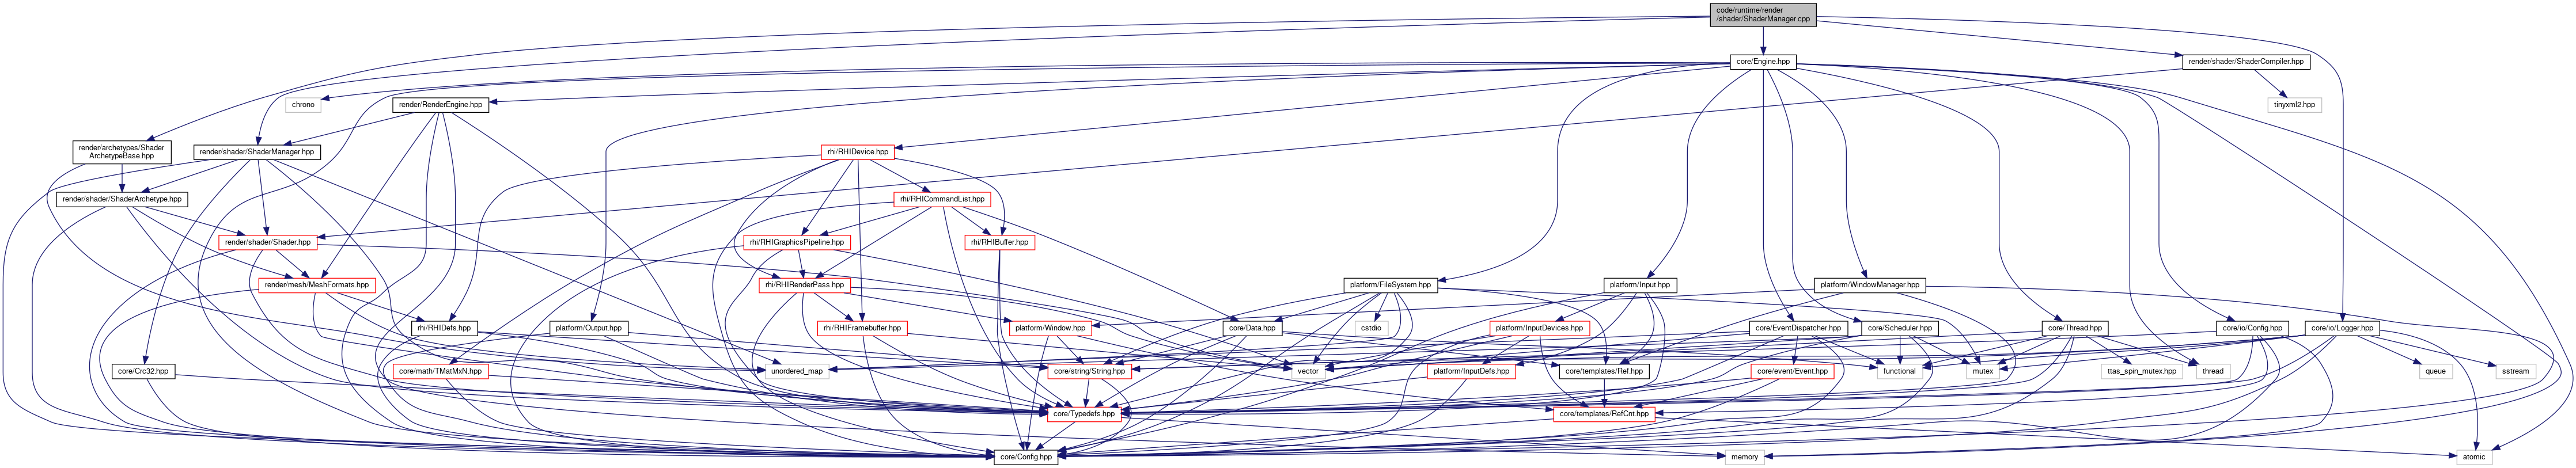 code/runtime/render
/shader/ShaderManager.cpp
core/Engine.hpp
render/shader/ShaderCompiler.hpp
chrono
render/RenderEngine.hpp
tinyxml2.hpp
render/archetypes/Shader
ArchetypeBase.hpp
render/shader/ShaderManager.hpp
rhi/RHIDevice.hpp
render/shader/ShaderArchetype.hpp
rhi/RHICommandList.hpp
render/shader/Shader.hpp
rhi/RHIGraphicsPipeline.hpp
rhi/RHIBuffer.hpp
render/mesh/MeshFormats.hpp
rhi/RHIRenderPass.hpp
platform/FileSystem.hpp
platform/Input.hpp
platform/WindowManager.hpp
rhi/RHIDefs.hpp
platform/Output.hpp
rhi/RHIFramebuffer.hpp
platform/Window.hpp
core/Data.hpp
cstdio
platform/InputDevices.hpp
core/EventDispatcher.hpp
core/Scheduler.hpp
core/Thread.hpp
core/io/Config.hpp
core/io/Logger.hpp
core/Crc32.hpp
core/math/TMatMxN.hpp
unordered_map
core/string/String.hpp
vector
platform/InputDefs.hpp
core/templates/Ref.hpp
core/event/Event.hpp
functional
mutex
ttas_spin_mutex.hpp
thread
queue
sstream
core/Typedefs.hpp
core/templates/RefCnt.hpp
core/Config.hpp
memory
atomic